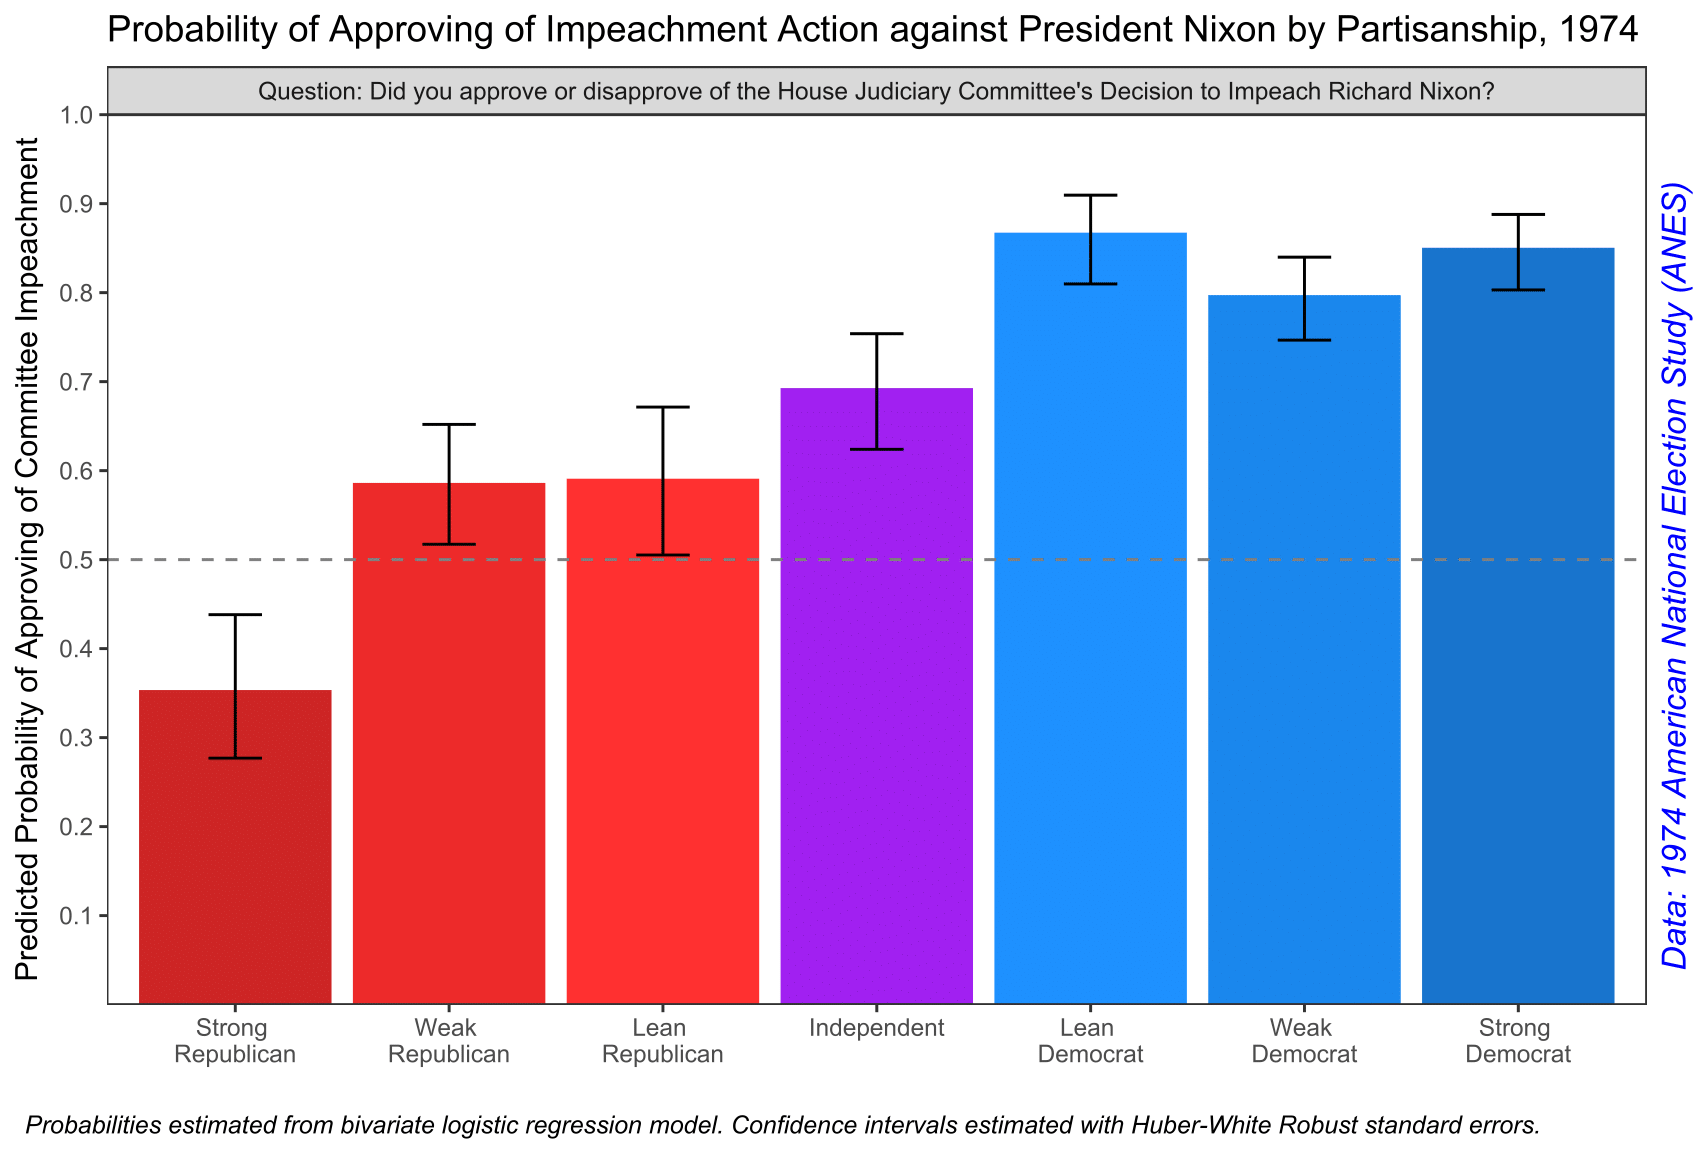 Probability of Approving of Impeachment Action against President Nixon by Partisanship, 1974
Question: Did you approve or disapprove of the House Judiciary Committee's Decision to Impeach Richard Nixon?
Predicted Probability of Approving of Committee Impeachment
1.0
0.9
0.8
0.7
0.6
0.5
0.4
0.3
0.2
0.1
Strong
Republican
Weak
Republican
Lean
Republican
Independent
Lean
Democrat
Weak
Democrat
Strong
Democrat
Data: 1974 American National Election Study (ANES)
Probabilities estimated from bivariate logistic regression model. Confidence intervals estimated with Huber-White Robust standard errors.